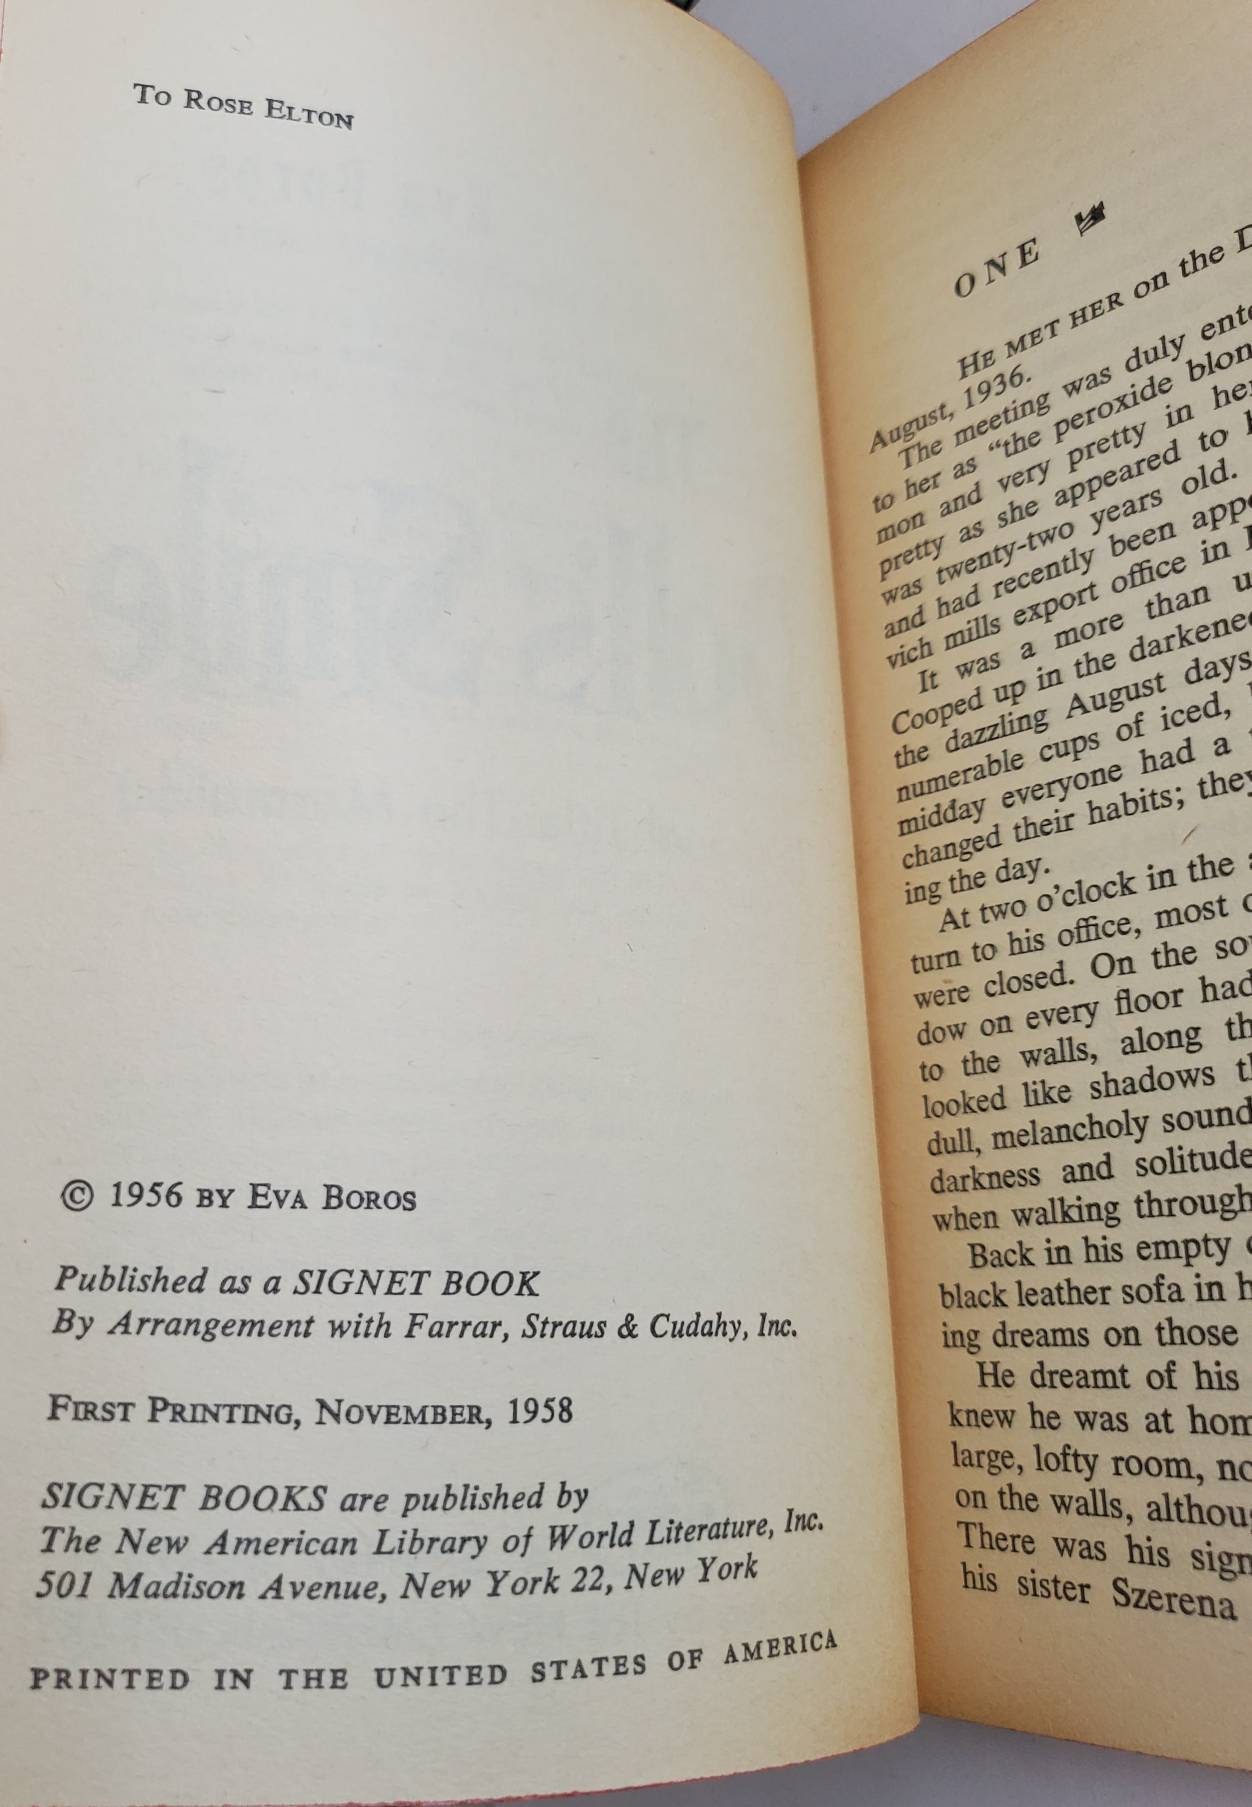 To Rose Elton
© 1956 by Eva Boros
Published as a SIGNET BOOK
By Arrangement with Farrar, Straus & Cudahy, Inc.
First Printing, November, 1958
SIGNET BOOKS are published by
The New American Library of World Literature, Inc.
501 Madison Avenue, New York 22, New York
PRINTED IN THE UNITED STATES OF AMERICA
ONE
He met her on the
August, 1936.
The meeting was duly
to her as "the peroxide
mon and very pretty in
pretty as she appeared to
was twenty-two years old.
and had recently been
vich mills export office in
It was a more than
Cooped up in the
the dazzling August days
numerable cups of iced,
midday everyone had a
changed their habits;
ing the day.
At two o'clock in the
turn to his office, most
were closed. On the
dow on every floor had
to the walls, along
looked like shadows
dull, melancholy sound
darkness and solitude
when walking through
Back in his empty
black leather sofa in
ing dreams on those
He dreamt of his
knew he was at
large, lofty room,
on the walls,
There was his
his sister Szerena